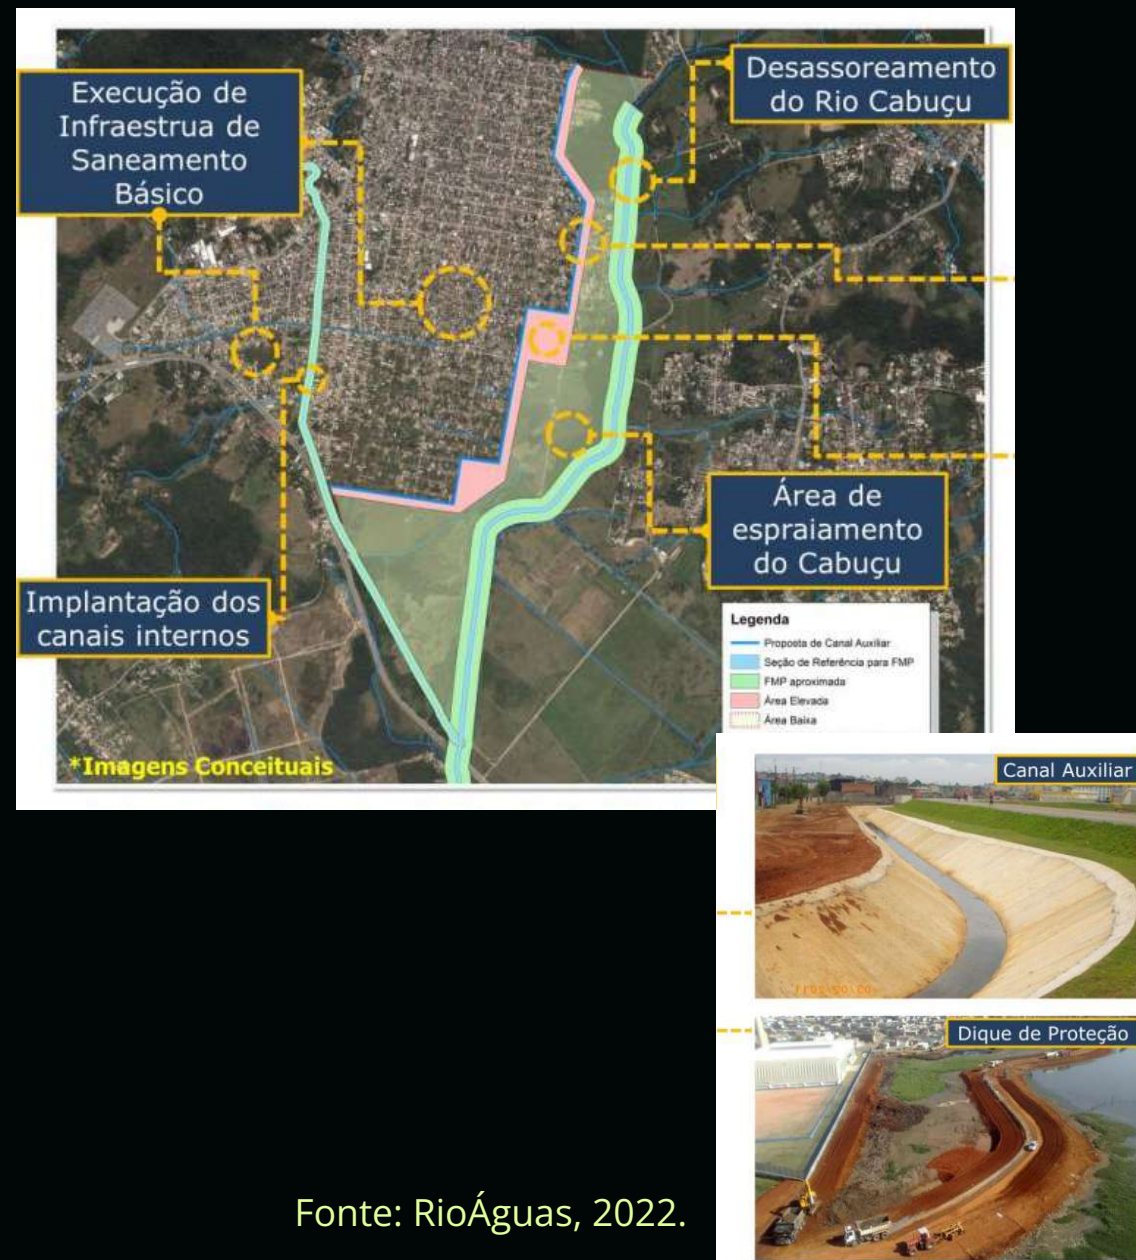 Execução de
Infraestrua de
Saneamento
Básico
Desassoreamento
do Rio Cabuçu
Área de
espraiamento
do Cabuçu
Implantação dos
canais internos
Legenda
Proposta de Canal Auxiliar
Seção de Referência para FMP
FMP aproximada
Área Elevada
Área Baixa
*Imagens Conceituais
Canal Auxiliar
Dique de Proteção
Fonte: RioÁguas, 2022.